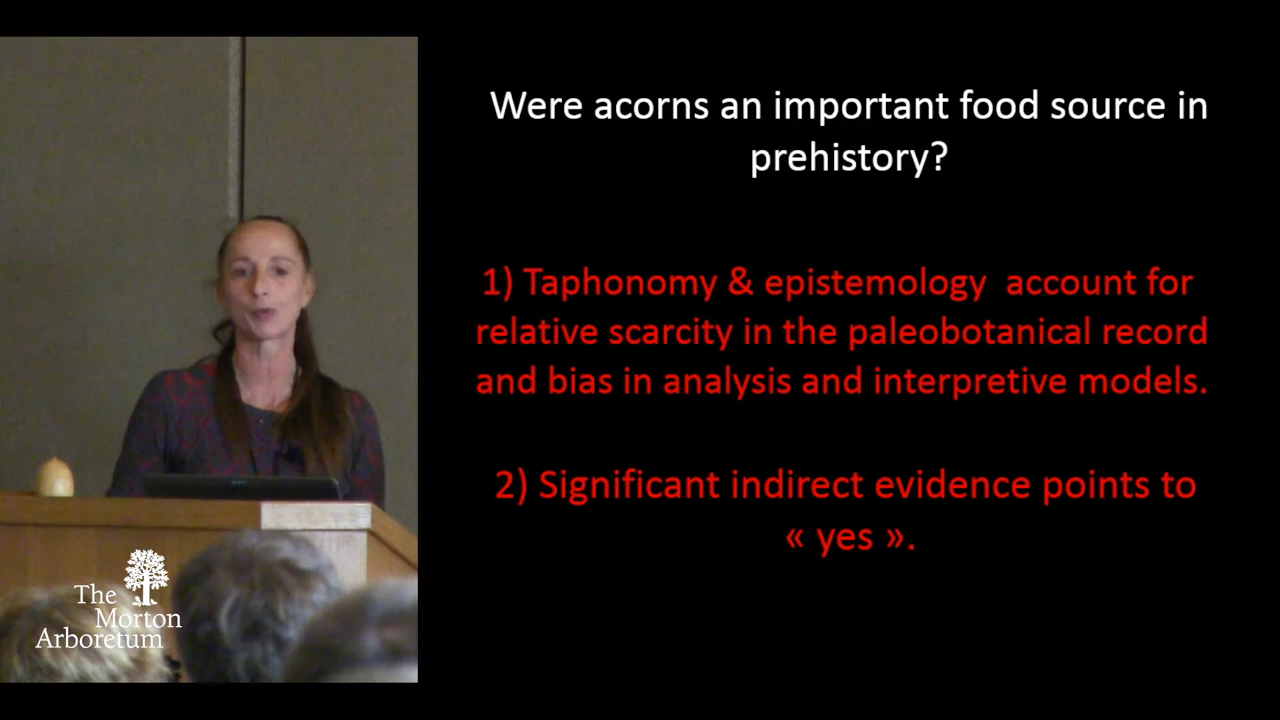 Were acorns an important food source in
prehistory?
1) Taphonomy & epistemology account for
relative scarcity in the paleobotanical record
and bias in analysis and interpretive models.
2) Significant indirect evidence points to
« yes ».
The
Morton
Arboretum